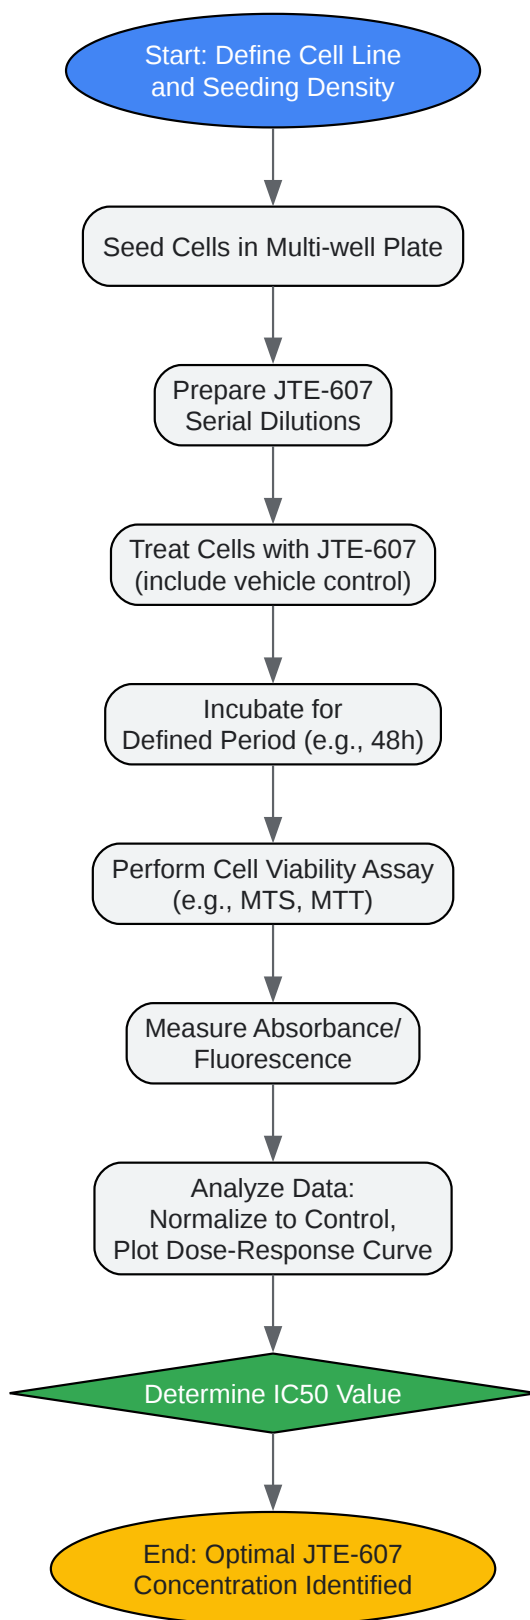 Start: Define Cell Line
and Seeding Density
Seed Cells in Multi-well Plate
Prepare JTE-607
Serial Dilutions
Treat Cells with JTE-607
(include vehicle control)
Incubate for
Defined Period (e.g., 48h)
Perform Cell Viability Assay
(e.g., MTS, MTT)
Measure Absorbance/
Fluorescence
Analyze Data:
Normalize to Control,
Plot Dose-Response Curve
Determine IC50 Value
End: Optimal JTE-607
Concentration Identified